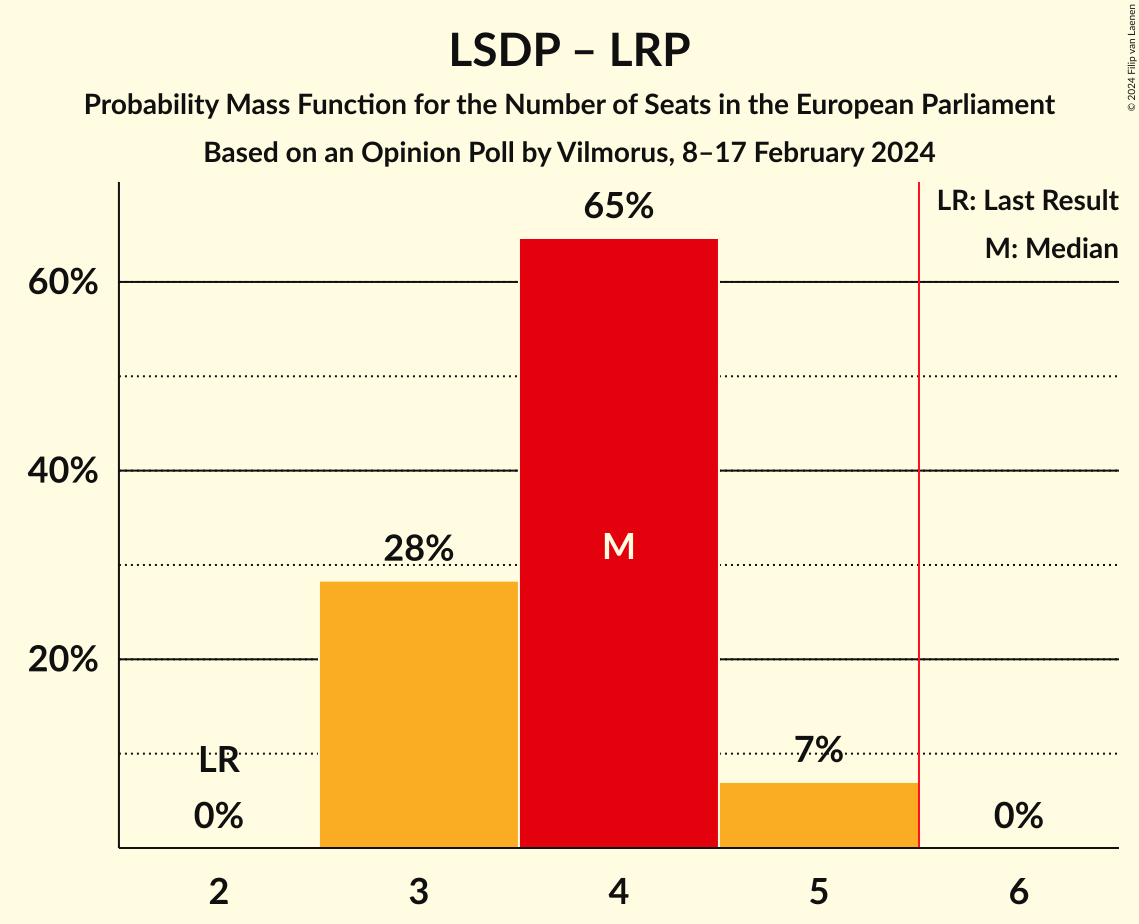 LSDP – LRP
Probability Mass Function for the Number of Seats in the European Parliament
Based on an Opinion Poll by Vilmorus, 8–17 February 2024
© 2024 Filip van Laenen
LR: Last Result
M: Median
65%
60%
40%
28%
M
20%
LR
7%
0%
0%
2
3
4
5
6